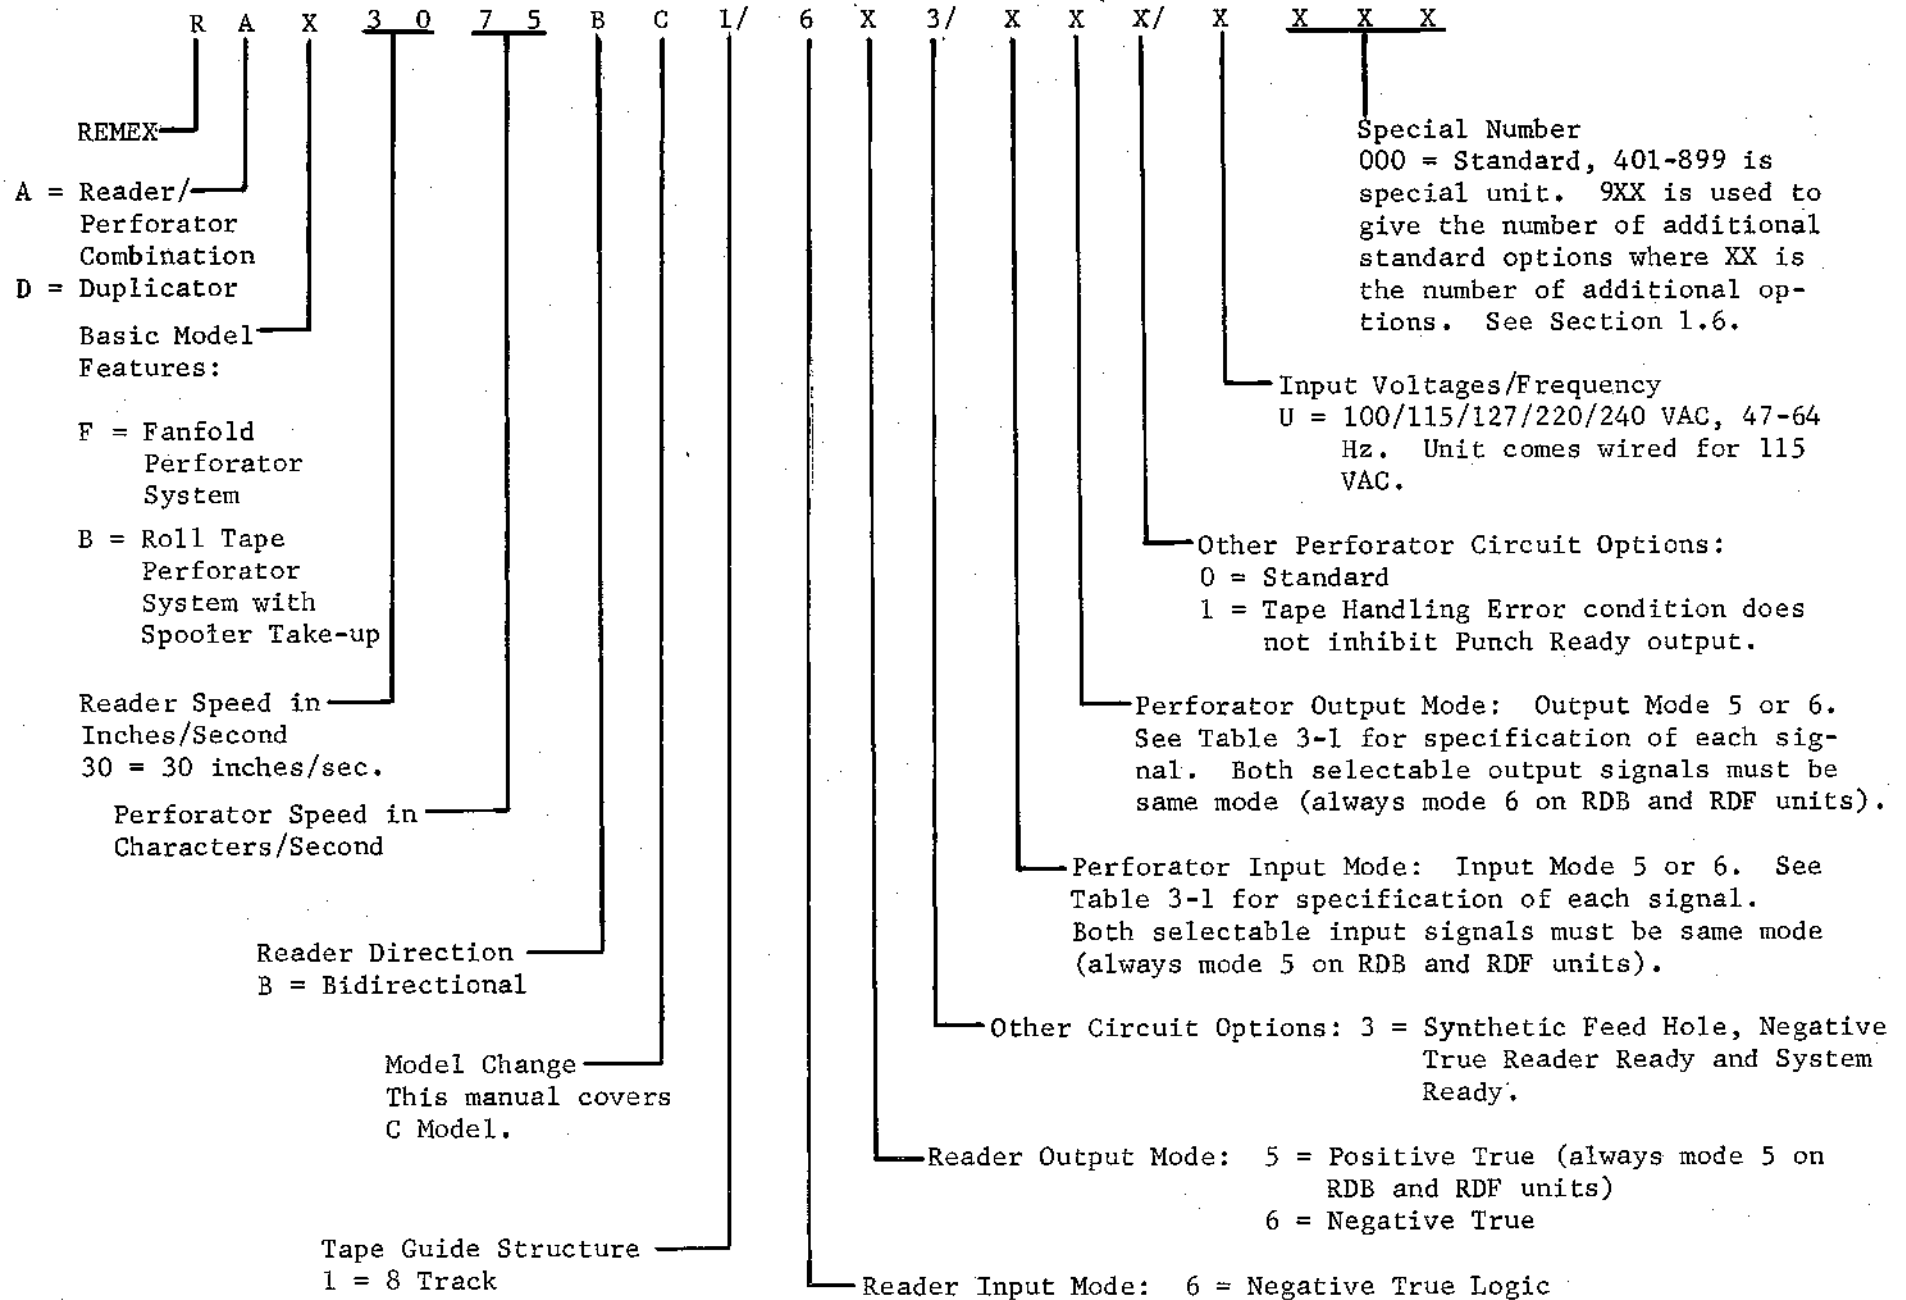 R A X 3 0 7 5 B C 1/ 6 X 3/ X X X/ X X X X
REMEX
A = Reader/
Perforator
Combination
D = Duplicator
Basic Model
Features:
F = Fanfold
Perforator
System
B = Roll Tape
Perforator
System with
Spooler Take-up
Reader Speed in
Inches/Second
30 = 30 inches/sec.
Perforator Speed in
Characters/Second
Reader Direction
B = Bidirectional
Model Change
This manual covers
C Model.
Tape Guide Structure
1 = 8 Track
Special Number
000 = Standard, 401-899 is
special unit. 9XX is used to
give the number of additional
standard options where XX is
the number of additional op-
tions. See Section 1.6.
Input Voltages/Frequency
U = 100/115/127/220/240 VAC, 47-64
Hz. Unit comes wired for 115
VAC.
Other Perforator Circuit Options:
0 = Standard
1 = Tape Handling Error condition does
not inhibit Punch Ready output.
Perforator Output Mode: Output Mode 5 or 6.
See Table 3-1 for specification of each sig-
nal. Both selectable output signals must be
same mode (always mode 6 on RDB and RDF units).
Perforator Input Mode: Input Mode 5 or 6. See
Table 3-1 for specification of each signal.
Both selectable input signals must be same mode
(always mode 5 on RDB and RDF units).
Other Circuit Options: 3 = Synthetic Feed Hole, Negative
True Reader Ready and System
Ready.
Reader Output Mode: 5 = Positive True (always mode 5 on
RDB and RDF units)
6 = Negative True
Reader Input Mode: 6 = Negative True Logic